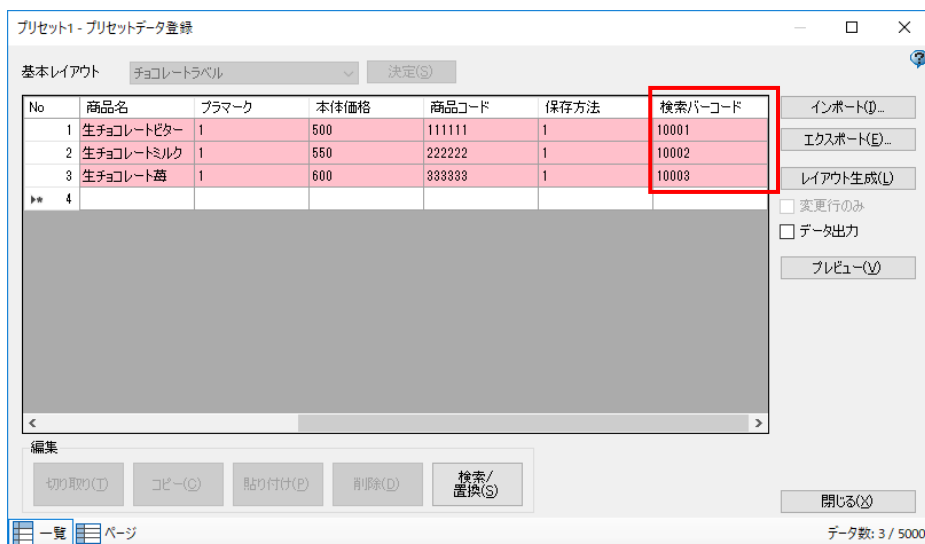 プリセット1 - プリセットデータ登録
基本レイアウト チョコレートラベル 決定(S)
No 商品名 プラマーク 本体価格 商品コード 保存方法 検索バーコード
1 生チョコレートビター 1 500 111111 1 10001
2 生チョコレートミルク 1 550 222222 1 10002
3 生チョコレート苺 1 600 333333 1 10003
4
インポート(I)...
エクスポート(E)...
レイアウト生成(L)
変更行のみ
データ出力
プレビュー(V)
編集
切り取り(T) コピー(C) 貼り付け(P) 削除(D) 検索/
置換(S)
閉じる(X)
一覧 ページ データ数: 3 / 5000